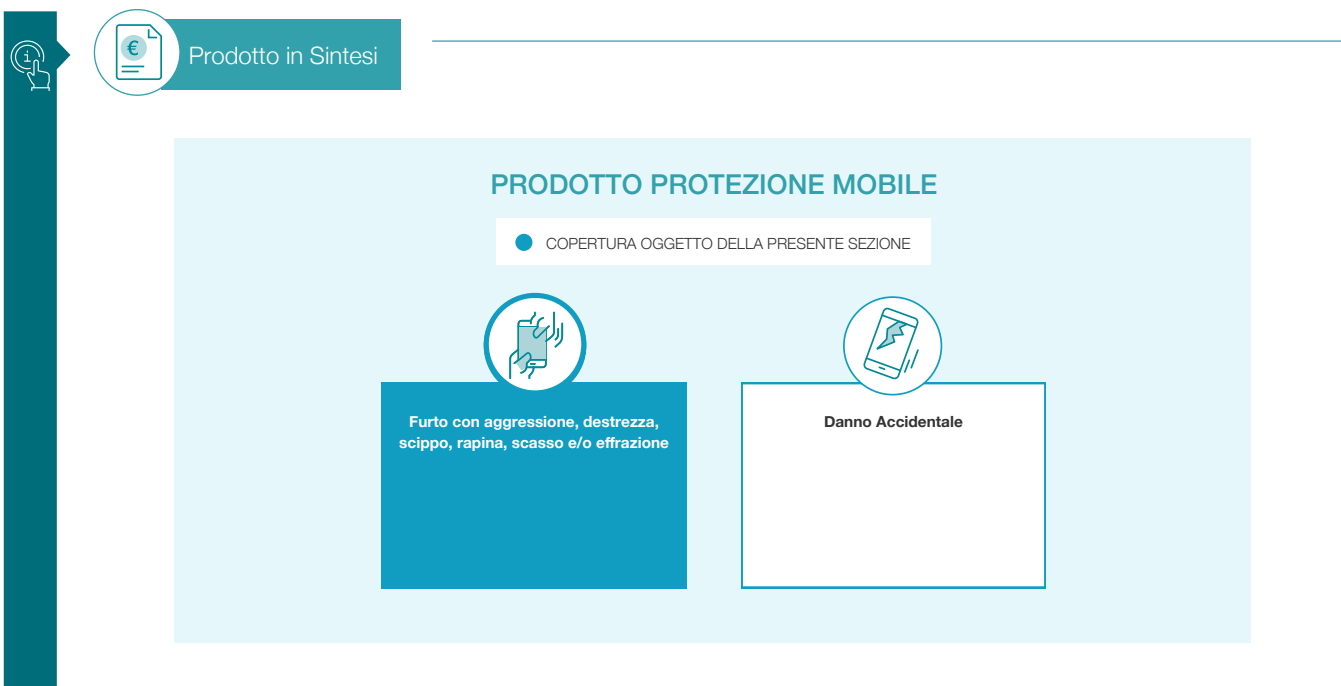 Prodotto in Sintesi
PRODOTTO PROTEZIONE MOBILE
COPERTURA OGGETTO DELLA PRESENTE SEZIONE
Furto con aggressione, destrezza,
scippo, rapina, scasso e/o effrazione
Danno Accidentale